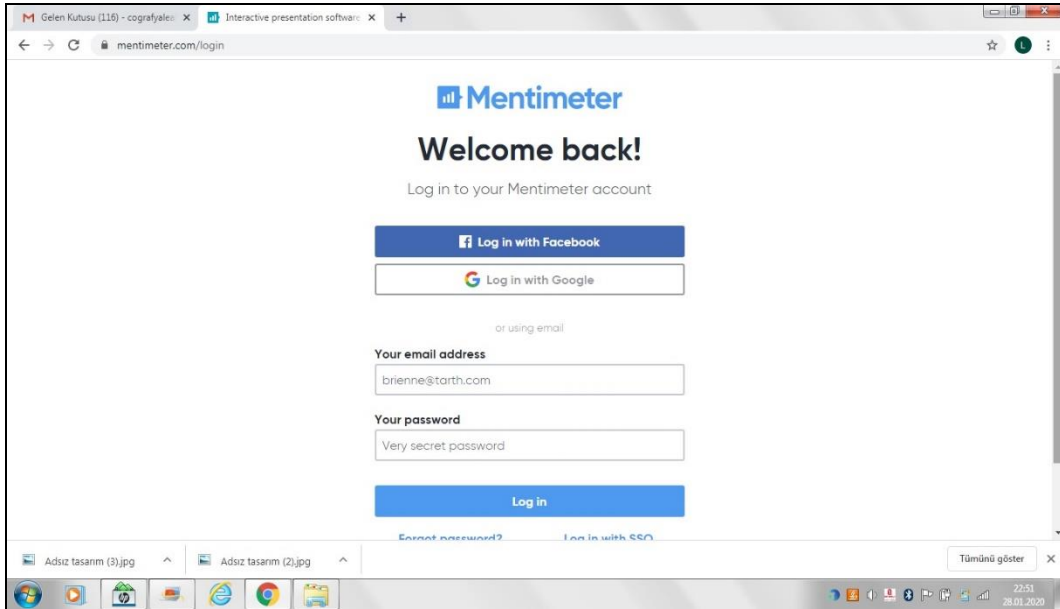 Gelen Kutusu (116) - cografyalea
Interactive presentation software
mentimeter.com/login
L
Mentimeter
Welcome back!
Log in to your Mentimeter account
Log in with Facebook
Log in with Google
or using email
Your email address
brienne@tarth.com
Your password
Very secret password
Log in
Forgot password? Log in with SSO
Adsız tasarım (3).jpg
Adsız tasarım (2).jpg
Tümünü göster
22:51
28.01.2020